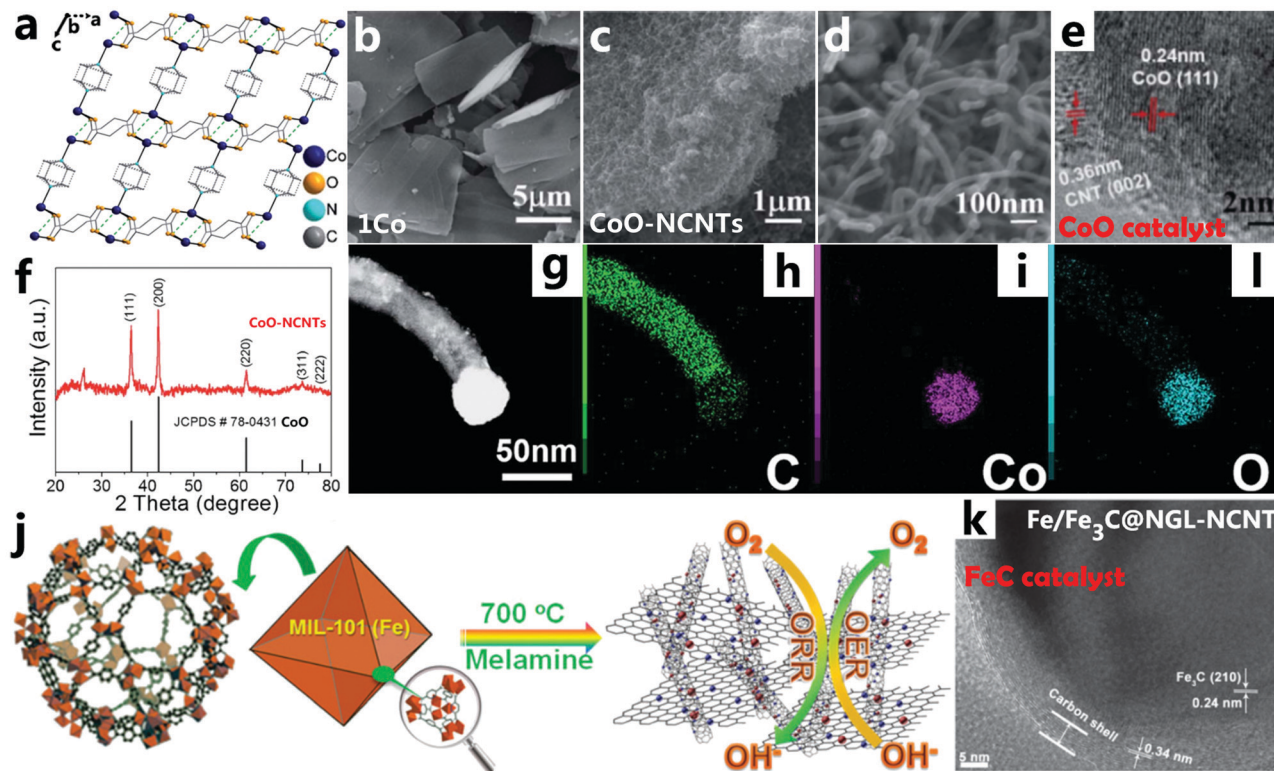 a
b
a
c
Co
O
N
C
b
1Co
5μm
c
CoO-NCNTs
1μm
d
100nm
e
0.24nm
CoO (111)
0.36nm
CNT (002)
2nm
CoO catalyst
f
Intensity (a.u.)
(111)
(200)
CoO-NCNTs
(220)
(311)
(222)
JCPDS # 78-0431 CoO
20 30 40 50 60 70 80
2 Theta (degree)
g
50nm
h
C
i
Co
l
O
j
MIL-101 (Fe)
700 ºC
Melamine
O₂
O₂
ORR
OER
OH⁻
OH⁻
k
Fe/Fe₃C@NGL-NCNT
FeC catalyst
Fe₃C (210)
0.24 nm
Carbon shell
0.34 nm
5 nm